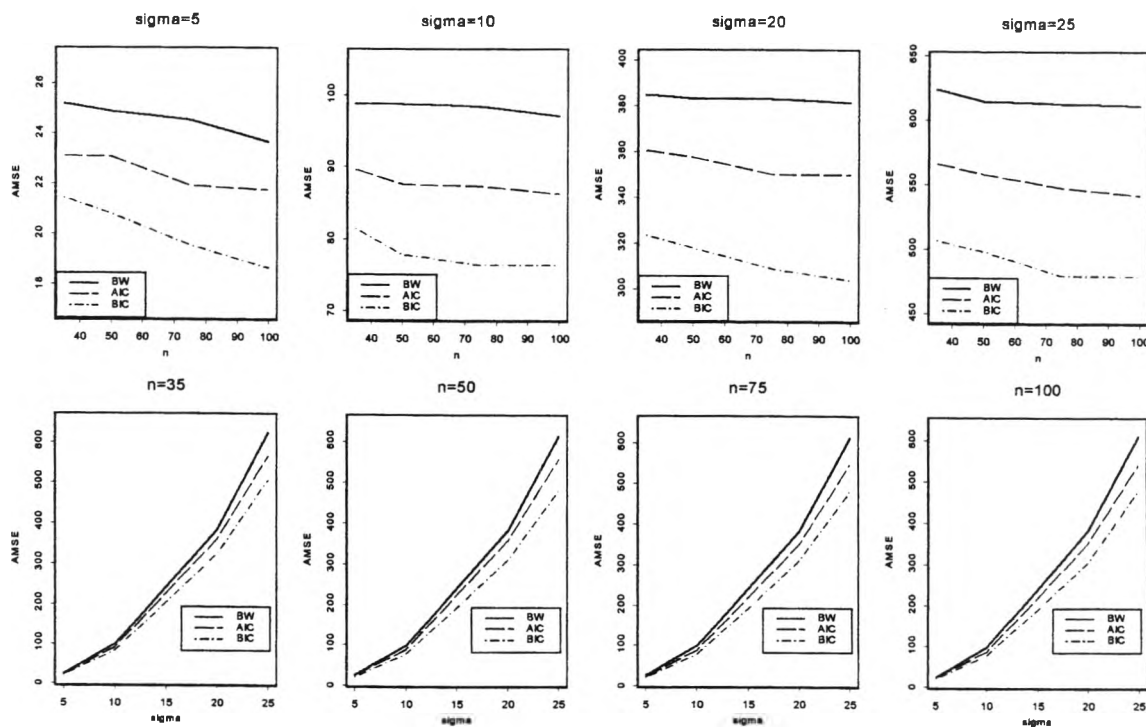 sigma=5
sigma=10
sigma=20
sigma=25
AMSE
18 20 22 24 26
BW
AIC
BIC
40 50 60 70 80 90 100
n
AMSE
70 80 90 100
BW
AIC
BIC
40 50 60 70 80 90 100
n
AMSE
300 320 340 360 380 400
BW
AIC
BIC
40 50 60 70 80 90 100
n
AMSE
450 500 550 600 650
BW
AIC
BIC
40 50 60 70 80 90 100
n
n=35
n=50
n=75
n=100
AMSE
0 100 200 300 400 500 600
BW
AIC
BIC
5 10 15 20 25
sigma
AMSE
0 100 200 300 400 500 600
BW
AIC
BIC
5 10 15 20 25
sigma
AMSE
0 100 200 300 400 500 600
BW
AIC
BIC
5 10 15 20 25
sigma
AMSE
0 100 200 300 400 500 600
BW
AIC
BIC
5 10 15 20 25
sigma